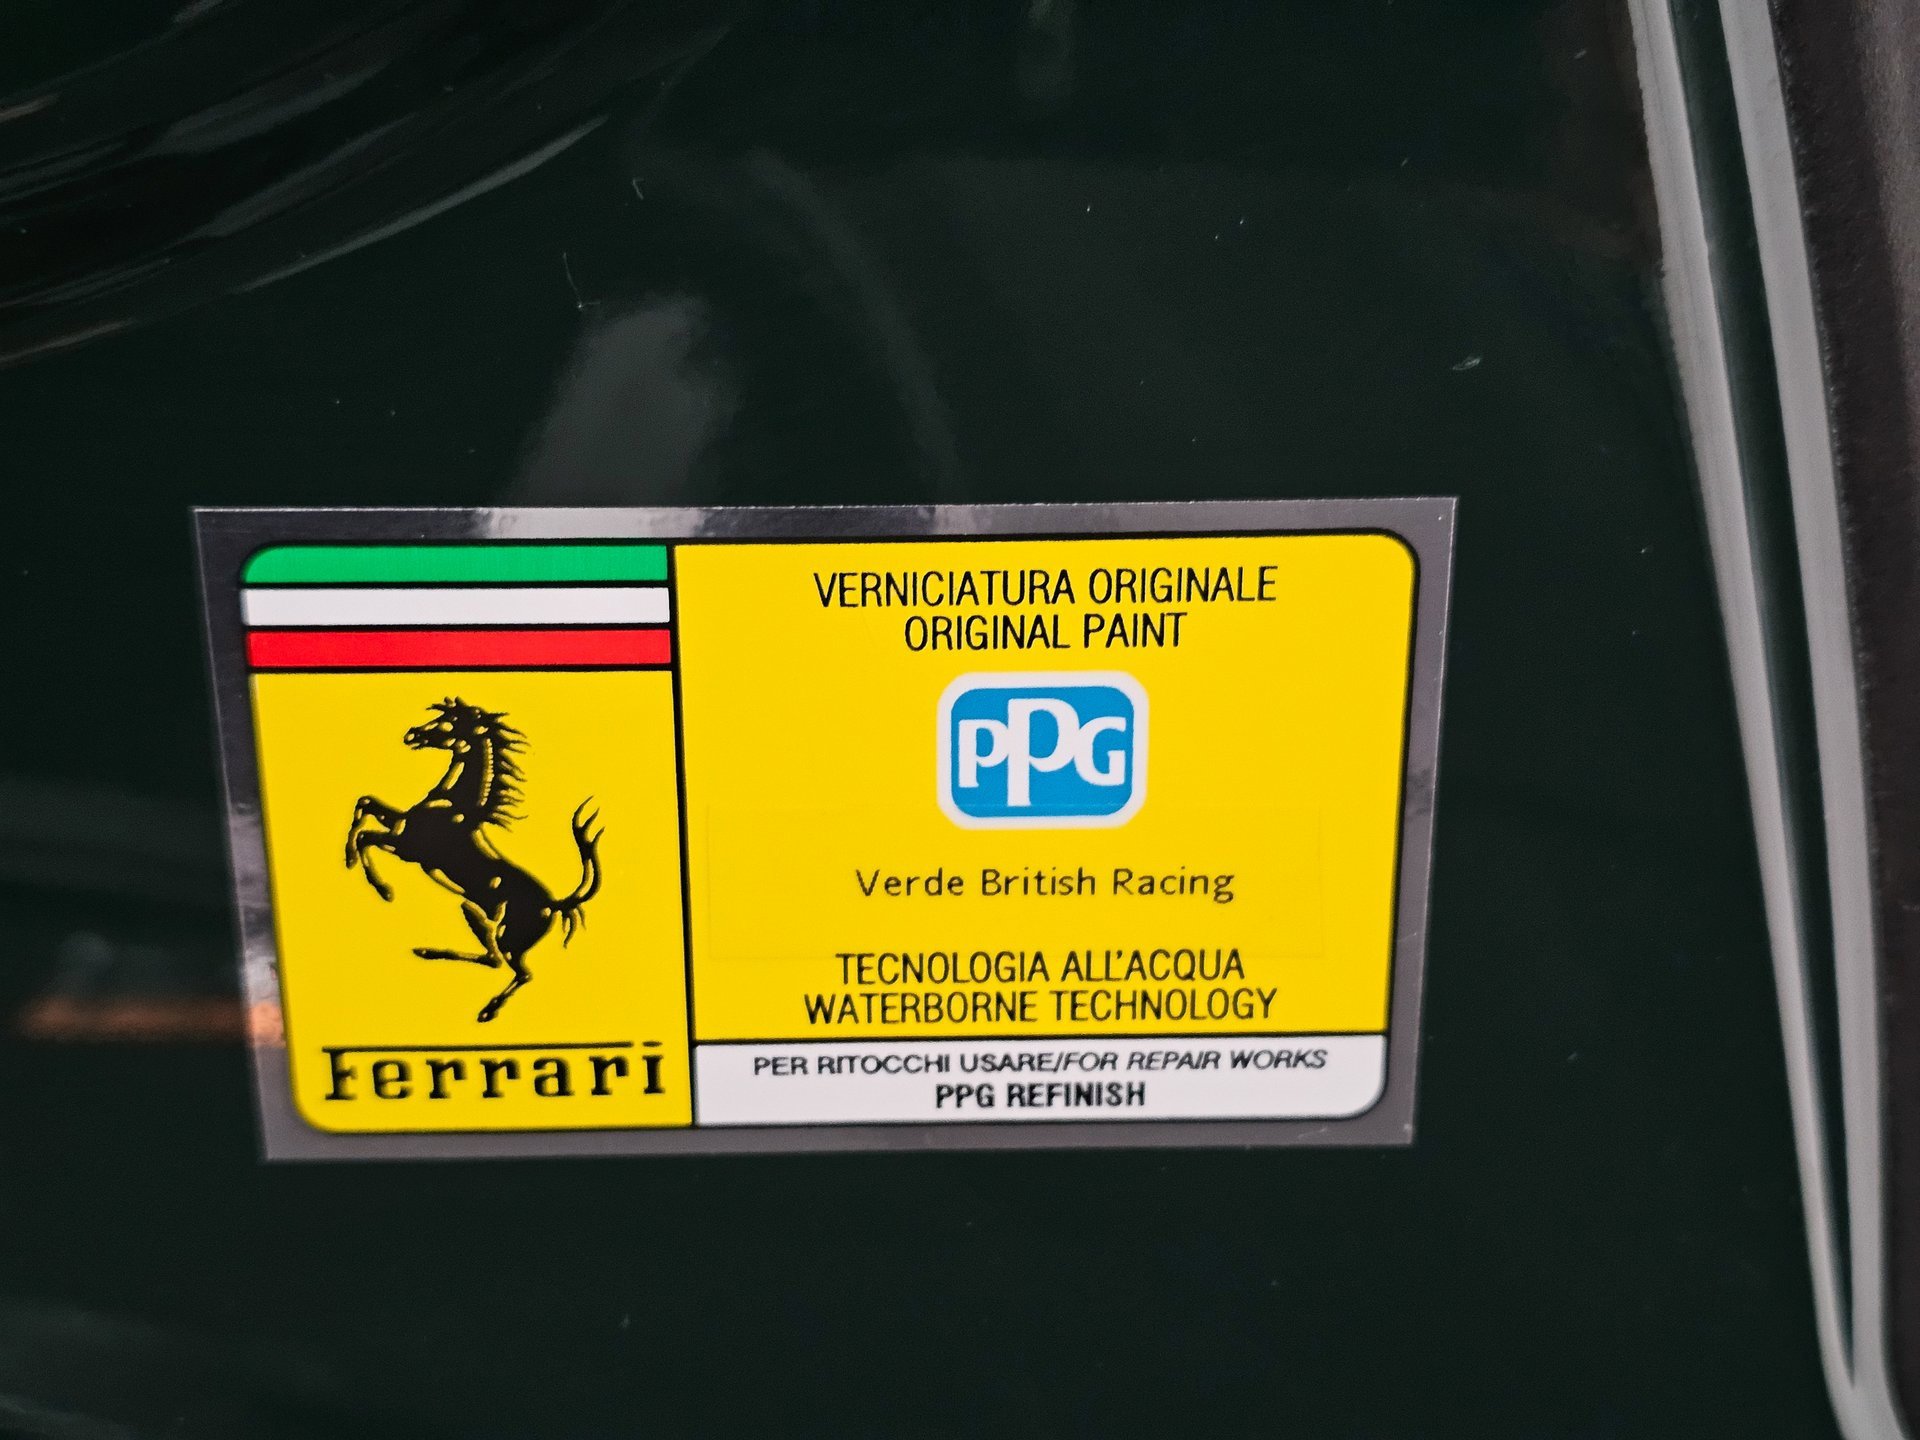 VERNICIATURA ORIGINALE
ORIGINAL PAINT
PPG
Verde British Racing
TECNOLOGIA ALL'ACQUA
WATERBORNE TECHNOLOGY
Ferrari
PER RITOCCHI USARE/FOR REPAIR WORKS
PPG REFINISH